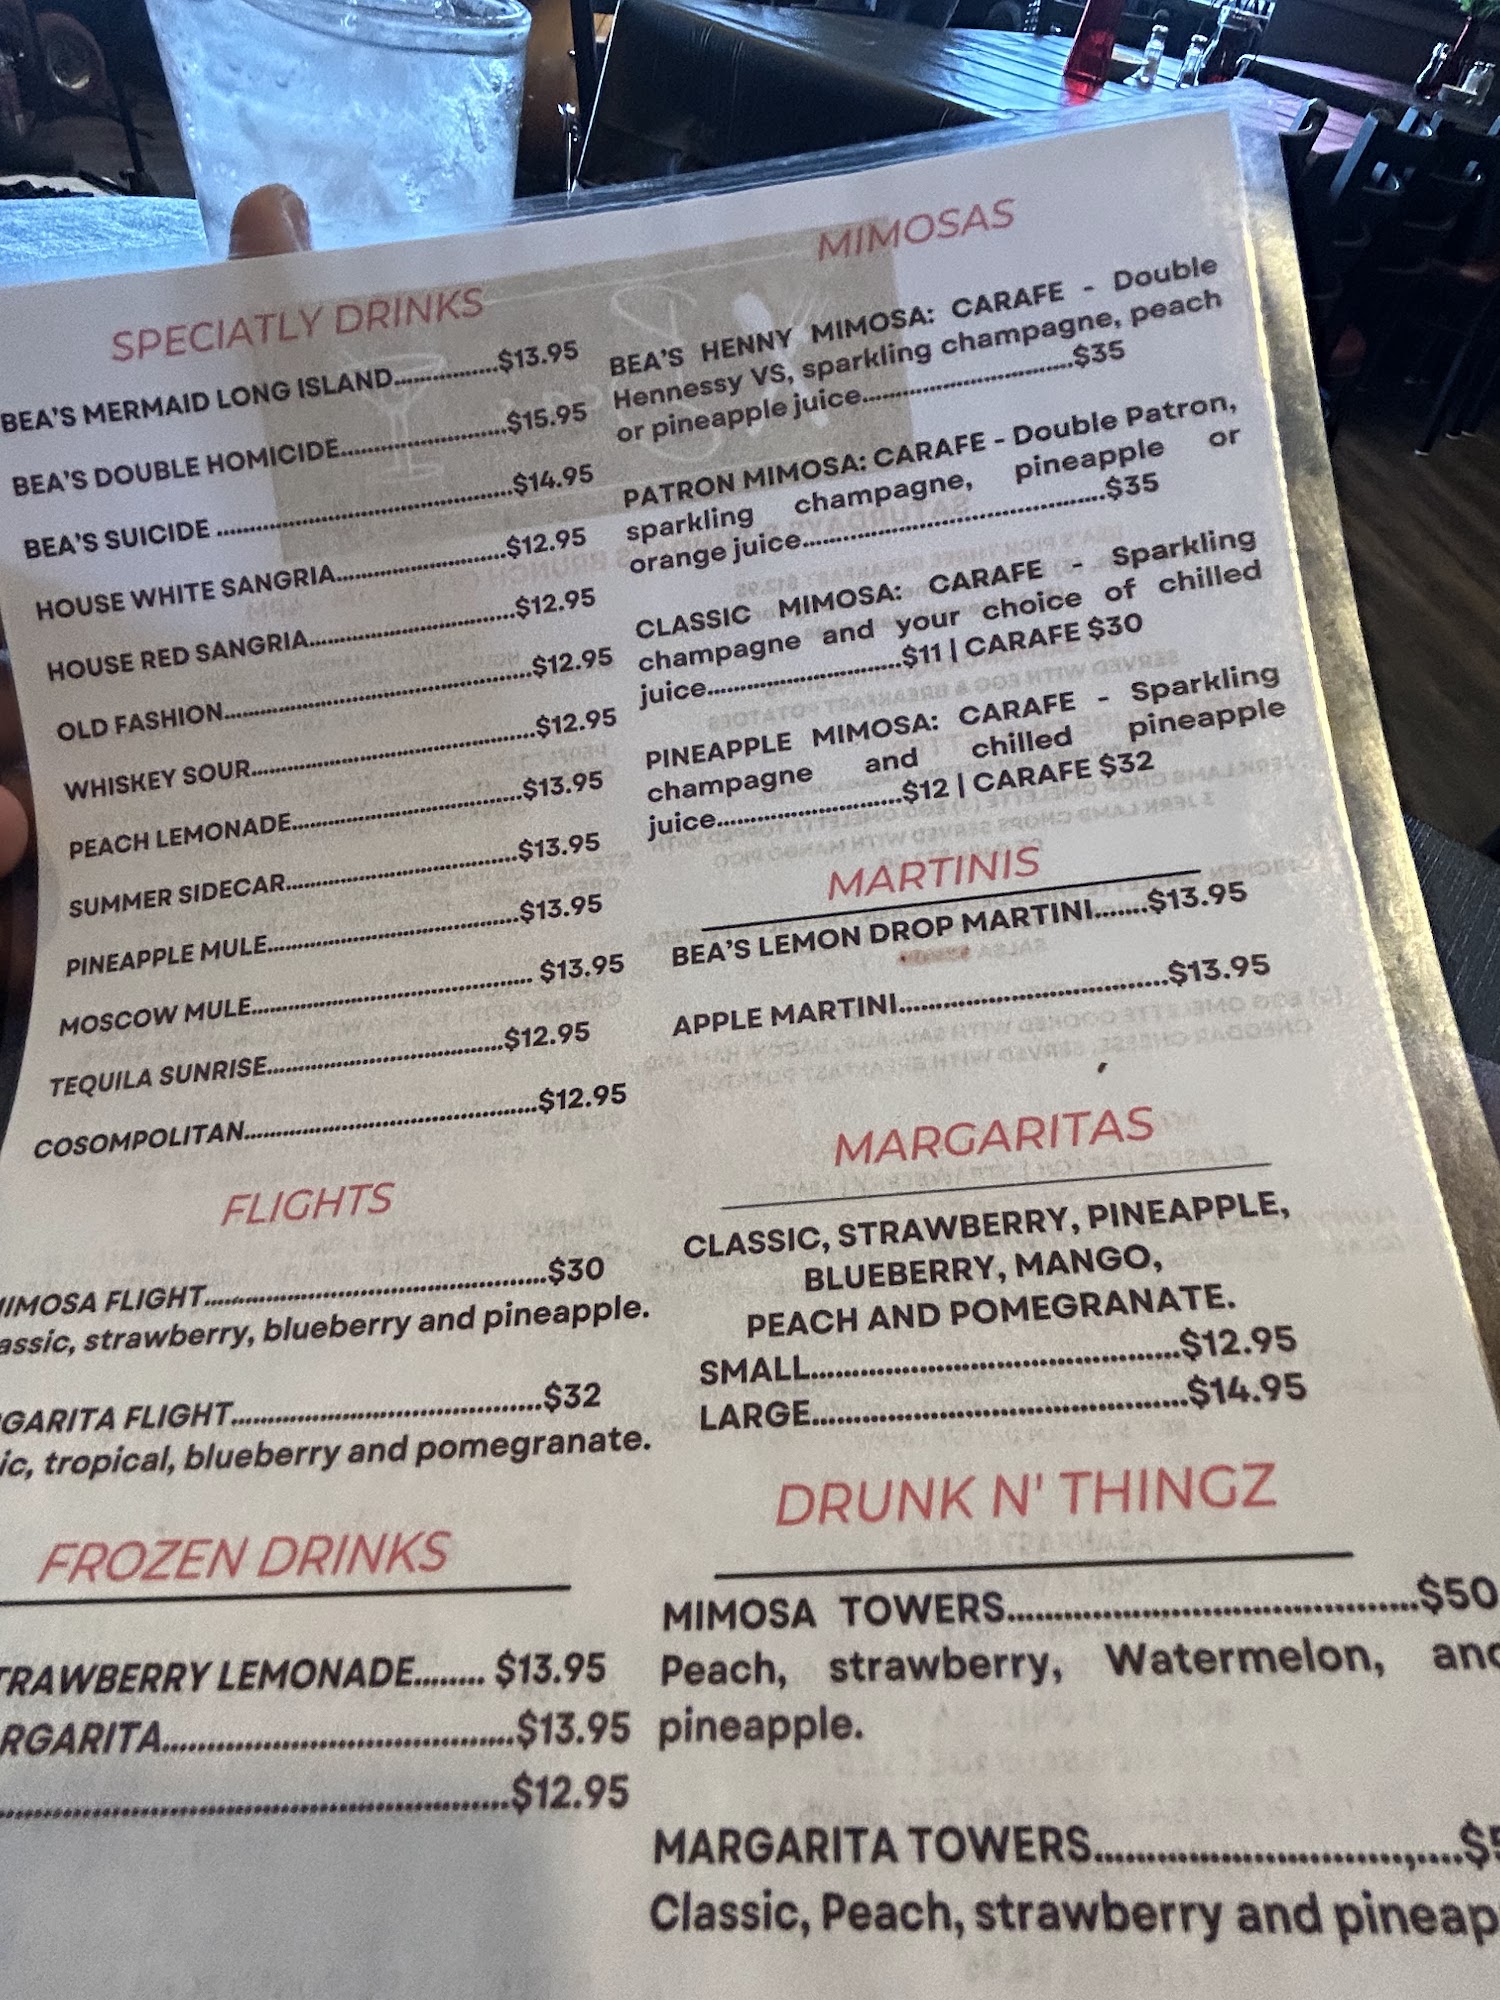 SPECIATLY DRINKS
BEA'S MERMAID LONG ISLAND................$13.95
BEA'S DOUBLE HOMICIDE.........................$15.95
BEA'S SUICIDE .............................................$14.95
HOUSE WHITE SANGRIA..........................$12.95
HOUSE RED SANGRIA................................$12.95
OLD FASHION...............................................$12.95
WHISKEY SOUR...........................................$12.95
PEACH LEMONADE...................................$13.95
SUMMER SIDECAR...................................$13.95
PINEAPPLE MULE......................................$13.95
MOSCOW MULE.......................................... $13.95
TEQUILA SUNRISE....................................$12.95
COSOMPOLITAN............................................$12.95
FLIGHTS
MIMOSA FLIGHT.............................................$30
classic, strawberry, blueberry and pineapple.
MARGARITA FLIGHT.........................................$32
classic, tropical, blueberry and pomegranate.
FROZEN DRINKS
STRAWBERRY LEMONADE........ $13.95
MARGARITA.......................................$13.95
.......................................................$12.95
MIMOSAS
BEA'S HENNY MIMOSA: CARAFE - Double
Hennessy VS, sparkling champagne, peach
or pineapple juice................................$35
PATRON MIMOSA: CARAFE - Double Patron,
sparkling champagne, pineapple or
orange juice..............................................$35
CLASSIC MIMOSA: CARAFE - Sparkling
champagne and your choice of chilled
juice.............................$11 | CARAFE $30
PINEAPPLE MIMOSA: CARAFE - Sparkling
champagne and chilled pineapple
juice............................$12 | CARAFE $32
MARTINIS
BEA'S LEMON DROP MARTINI.......$13.95
APPLE MARTINI.....................................$13.95
MARGARITAS
CLASSIC, STRAWBERRY, PINEAPPLE,
BLUEBERRY, MANGO,
PEACH AND POMEGRANATE.
SMALL..................................................$12.95
LARGE...................................................$14.95
DRUNK N' THINGZ
MIMOSA TOWERS...........................................$50
Peach, strawberry, Watermelon, and
pineapple.
MARGARITA TOWERS...................................,....$5
Classic, Peach, strawberry and pineap